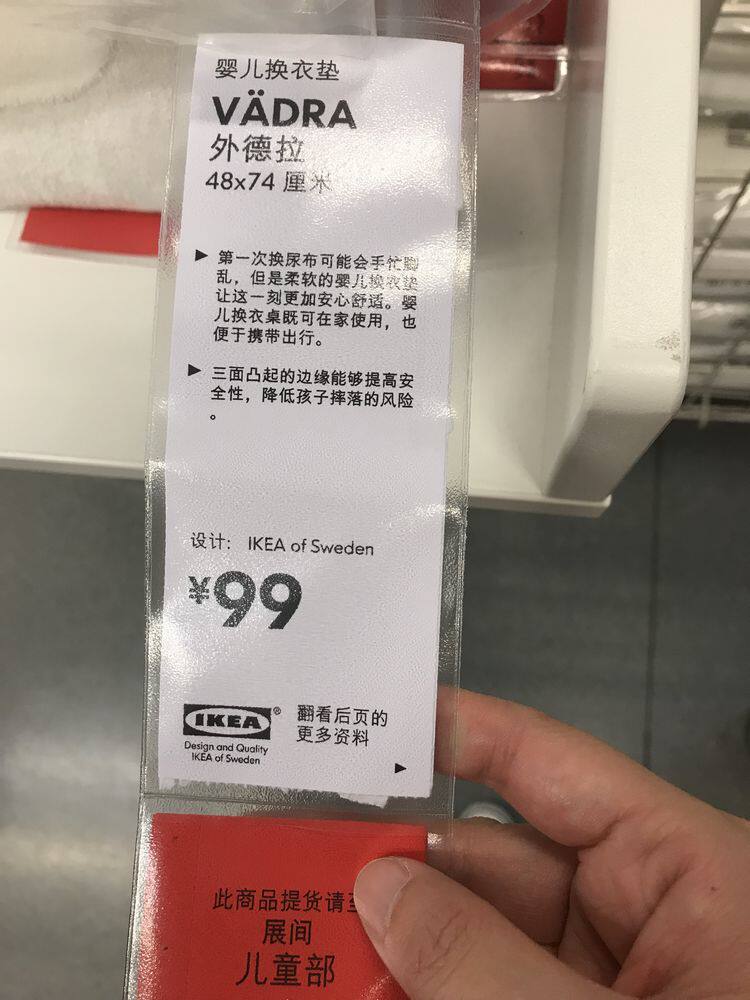 婴儿换衣垫
VÄDRA
外德拉
48x74 厘米
▶ 第一次换尿布可能会手忙脚
乱，但是柔软的婴儿换衣垫
让这一刻更加安心舒适。婴
儿换衣桌既可在家使用，也
便于携带出行。
▶ 三面凸起的边缘能够提高安
全性，降低孩子摔落的风险
。
设计： IKEA of Sweden
¥99
IKEA®
Design and Quality
IKEA of Sweden
翻看后页的
更多资料
▶
此商品提货请至
展间
儿童部